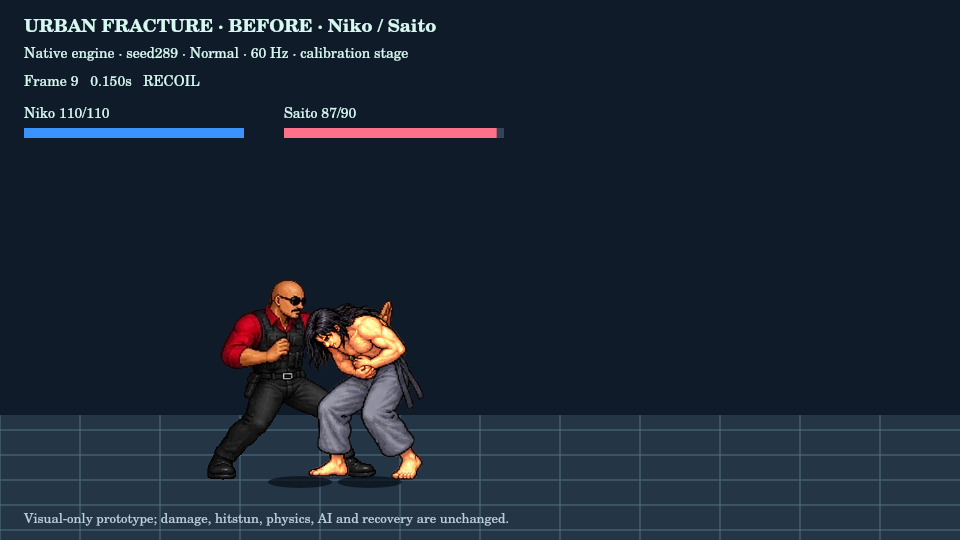 URBAN FRACTURE · BEFORE · Niko / Saito
Native engine · seed289 · Normal · 60 Hz · calibration stage
Frame 9 0.150s RECOIL
Niko 110/110 Saito 87/90
Visual-only prototype; damage, hitstun, physics, AI and recovery are unchanged.